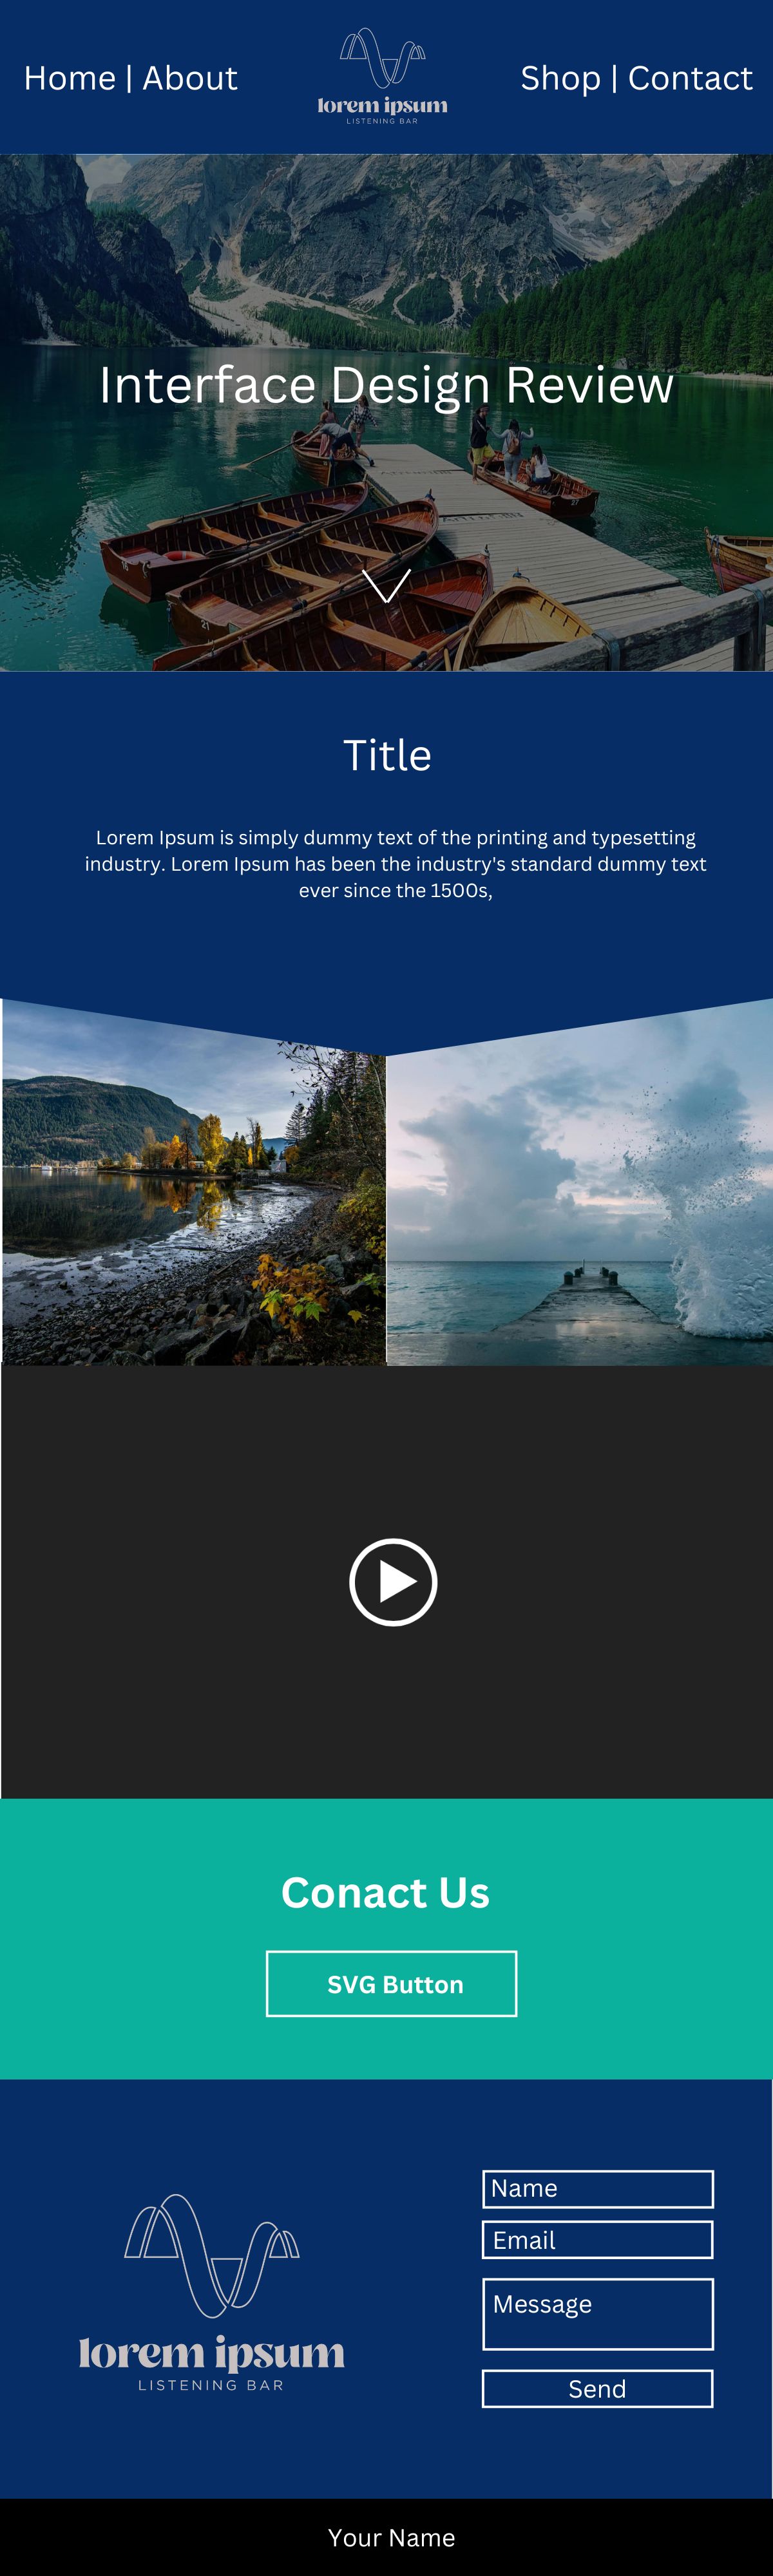 Home | About
lorem ipsum
LISTENING BAR
Shop | Contact
Interface Design Review
Title
Lorem Ipsum is simply dummy text of the printing and typesetting
industry. Lorem Ipsum has been the industry's standard dummy text
ever since the 1500s,
Conact Us
SVG Button
lorem ipsum
LISTENING BAR
Name
Email
Message
Send
Your Name